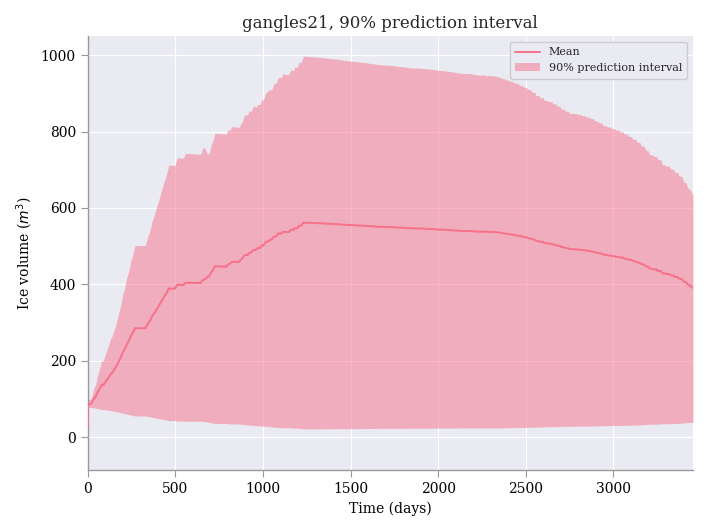 gangles21, 90% prediction interval
Mean
90% prediction interval
1000
800
600
400
200
0
Ice volume (m³)
0 500 1000 1500 2000 2500 3000
Time (days)